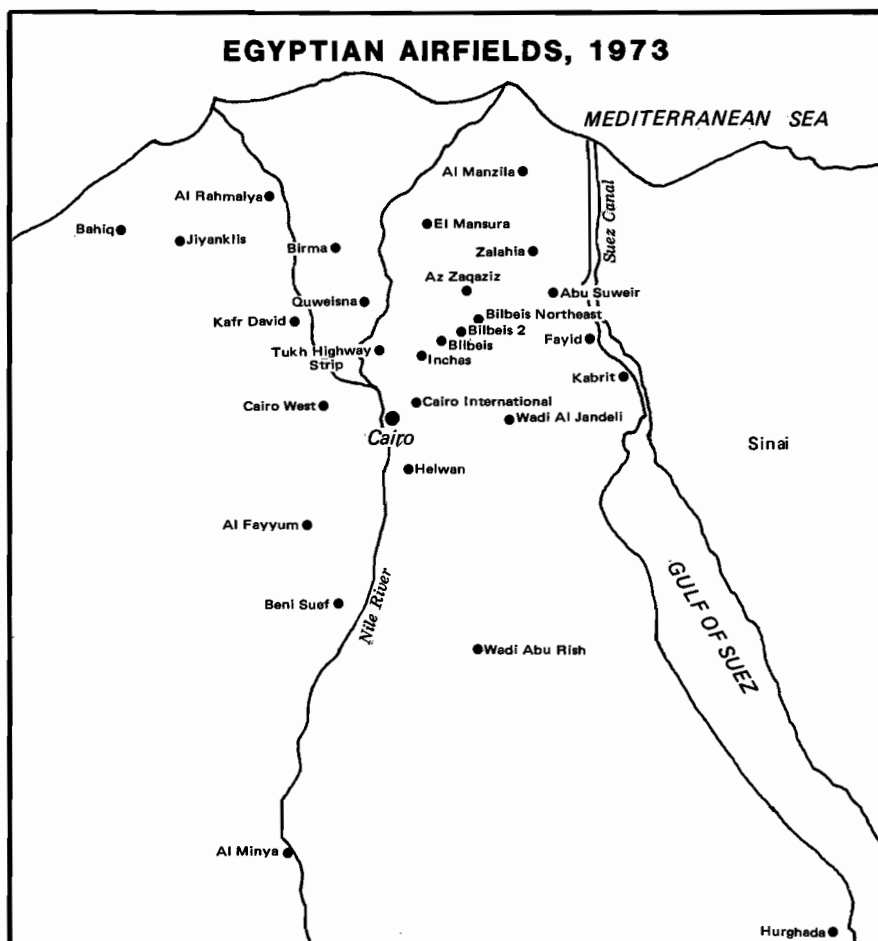 EGYPTIAN AIRFIELDS, 1973
MEDITERRANEAN SEA
Al Manzila
Al Rahmalya
Suez Canal
El Mansura
Bahiq
Jiyanklis
Birma
Zalahia
Az Zaqaziz
Abu Suweir
Quweisna
Bilbeis Northeast
Kafr David
Bilbeis 2
Bilbeis
Fayid
Tukh Highway
Strip
Inchas
Kabrit
Cairo West
Cairo International
Wadi Al Jandeli
Cairo
Sinai
Helwan
Al Fayyum
GULF OF SUEZ
Beni Suef
Nile River
Wadi Abu Rish
Al Minya
Hurghada